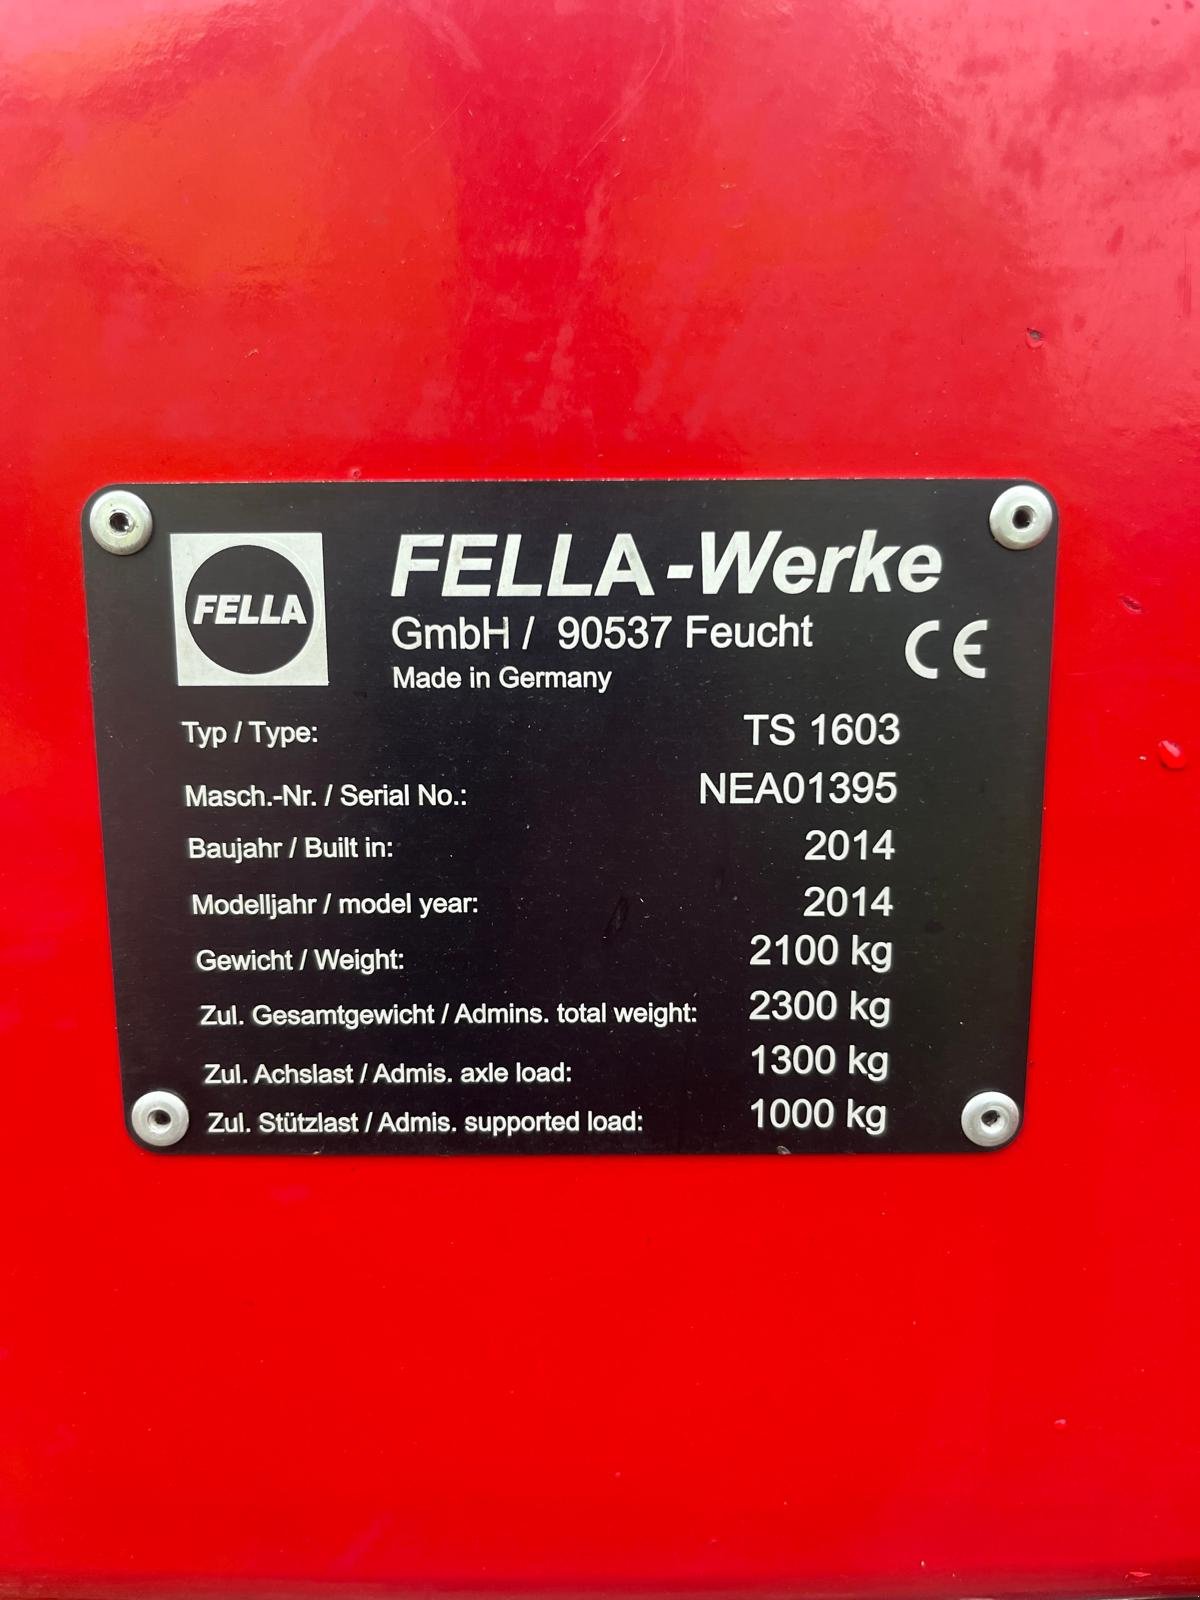 FELLA
FELLA-Werke
GmbH / 90537 Feucht
CE
Made in Germany
Typ / Type: TS 1603
Masch.-Nr. / Serial No.: NEA01395
Baujahr / Built in: 2014
Modelljahr / model year: 2014
Gewicht / Weight: 2100 kg
Zul. Gesamtgewicht / Admins. total weight: 2300 kg
Zul. Achslast / Admis. axle load: 1300 kg
Zul. Stützlast / Admis. supported load: 1000 kg